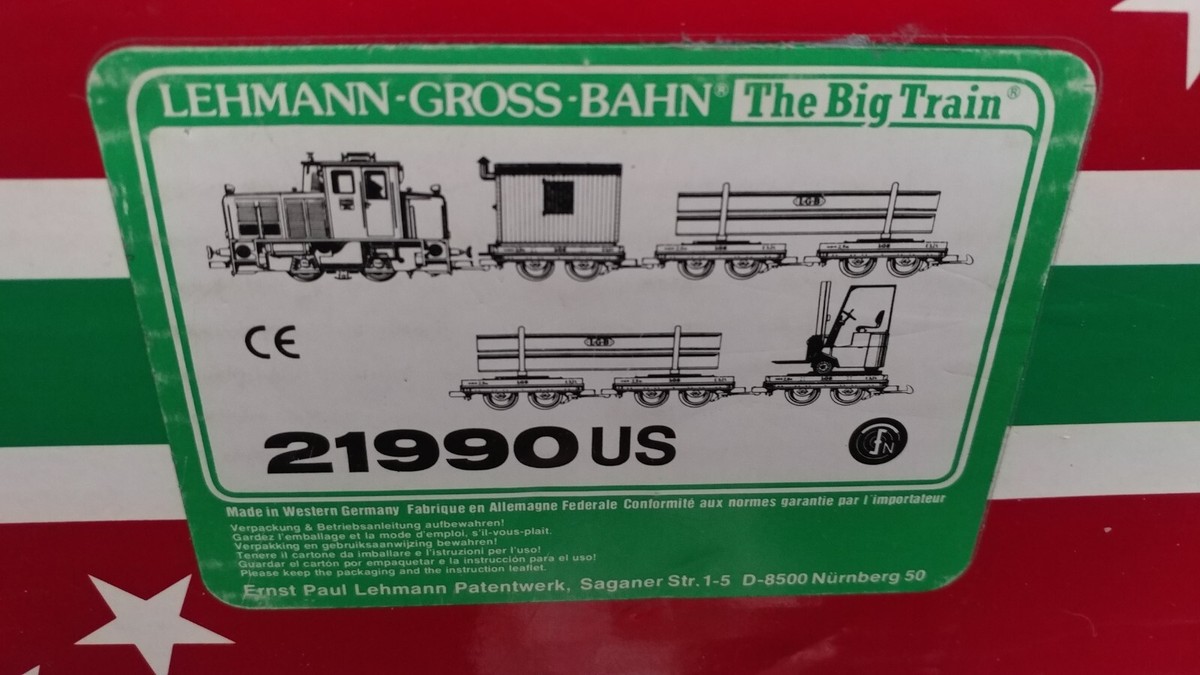 LEHMANN-GROSS-BAHN® The Big Train®
LGB
LGB
CE
21990 US
Made in Western Germany Fabrique en Allemagne Federale Conformité aux normes garantie par l'importateur
Verpackung & Betriebsanleitung aufbewahren!
Gardez l'emballage et la mode d'emploi, s'il-vous-plait.
Verpakking en gebruiksaanwijzing bewahren!
Tenere il cartone da imballare e l'istruzioni per l'uso!
Guardar el cartón por empaquetar e la instrucción para el uso!
Please keep the packaging and the instruction leaflet.
Ernst Paul Lehmann Patentwerk, Saganer Str. 1-5 D-8500 Nürnberg 50